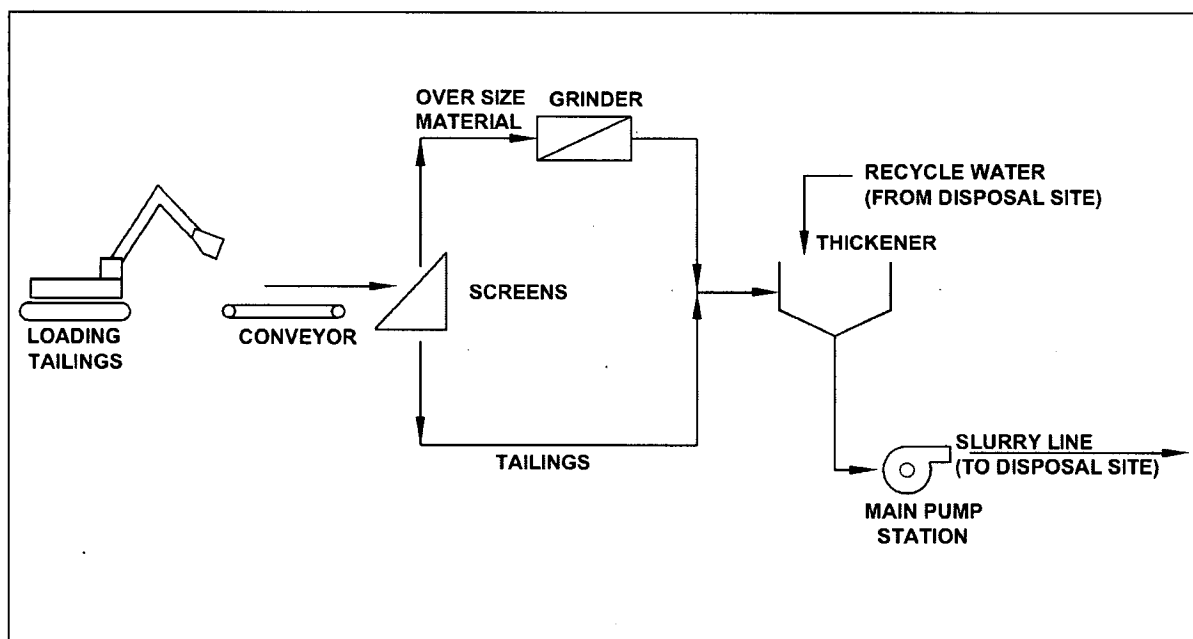 OVER SIZE
MATERIAL
GRINDER
RECYCLE WATER
(FROM DISPOSAL SITE)
THICKENER
SCREENS
LOADING
TAILINGS
CONVEYOR
TAILINGS
SLURRY LINE
(TO DISPOSAL SITE)
MAIN PUMP
STATION